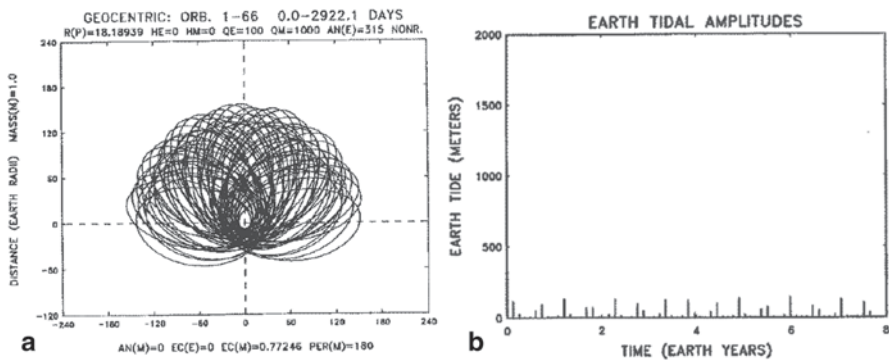 GEOCENTRIC: ORB. 1-66 0.0-2922.1 DAYS
R(P)=18.18939 HE=0 HM=0 QE=100 QM=1000 AN(E)=315 NONR.
DISTANCE (EARTH RADII) MASS(M)=1.0
240
180
120
60
0
-60
-120
-240
-180
-120
-60
0
60
120
180
240
AN(M)=0 EC(E)=0 EC(M)=0.77246 PER(M)=180
a
EARTH TIDAL AMPLITUDES
EARTH TIDE (METERS)
2000
1500
1000
500
0
0
2
4
6
8
TIME (EARTH YEARS)
b